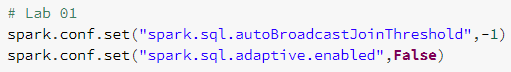 # Lab 01
spark.conf.set("spark.sql.autoBroadcastJoinThreshold",-1)
spark.conf.set("spark.sql.adaptive.enabled",False)